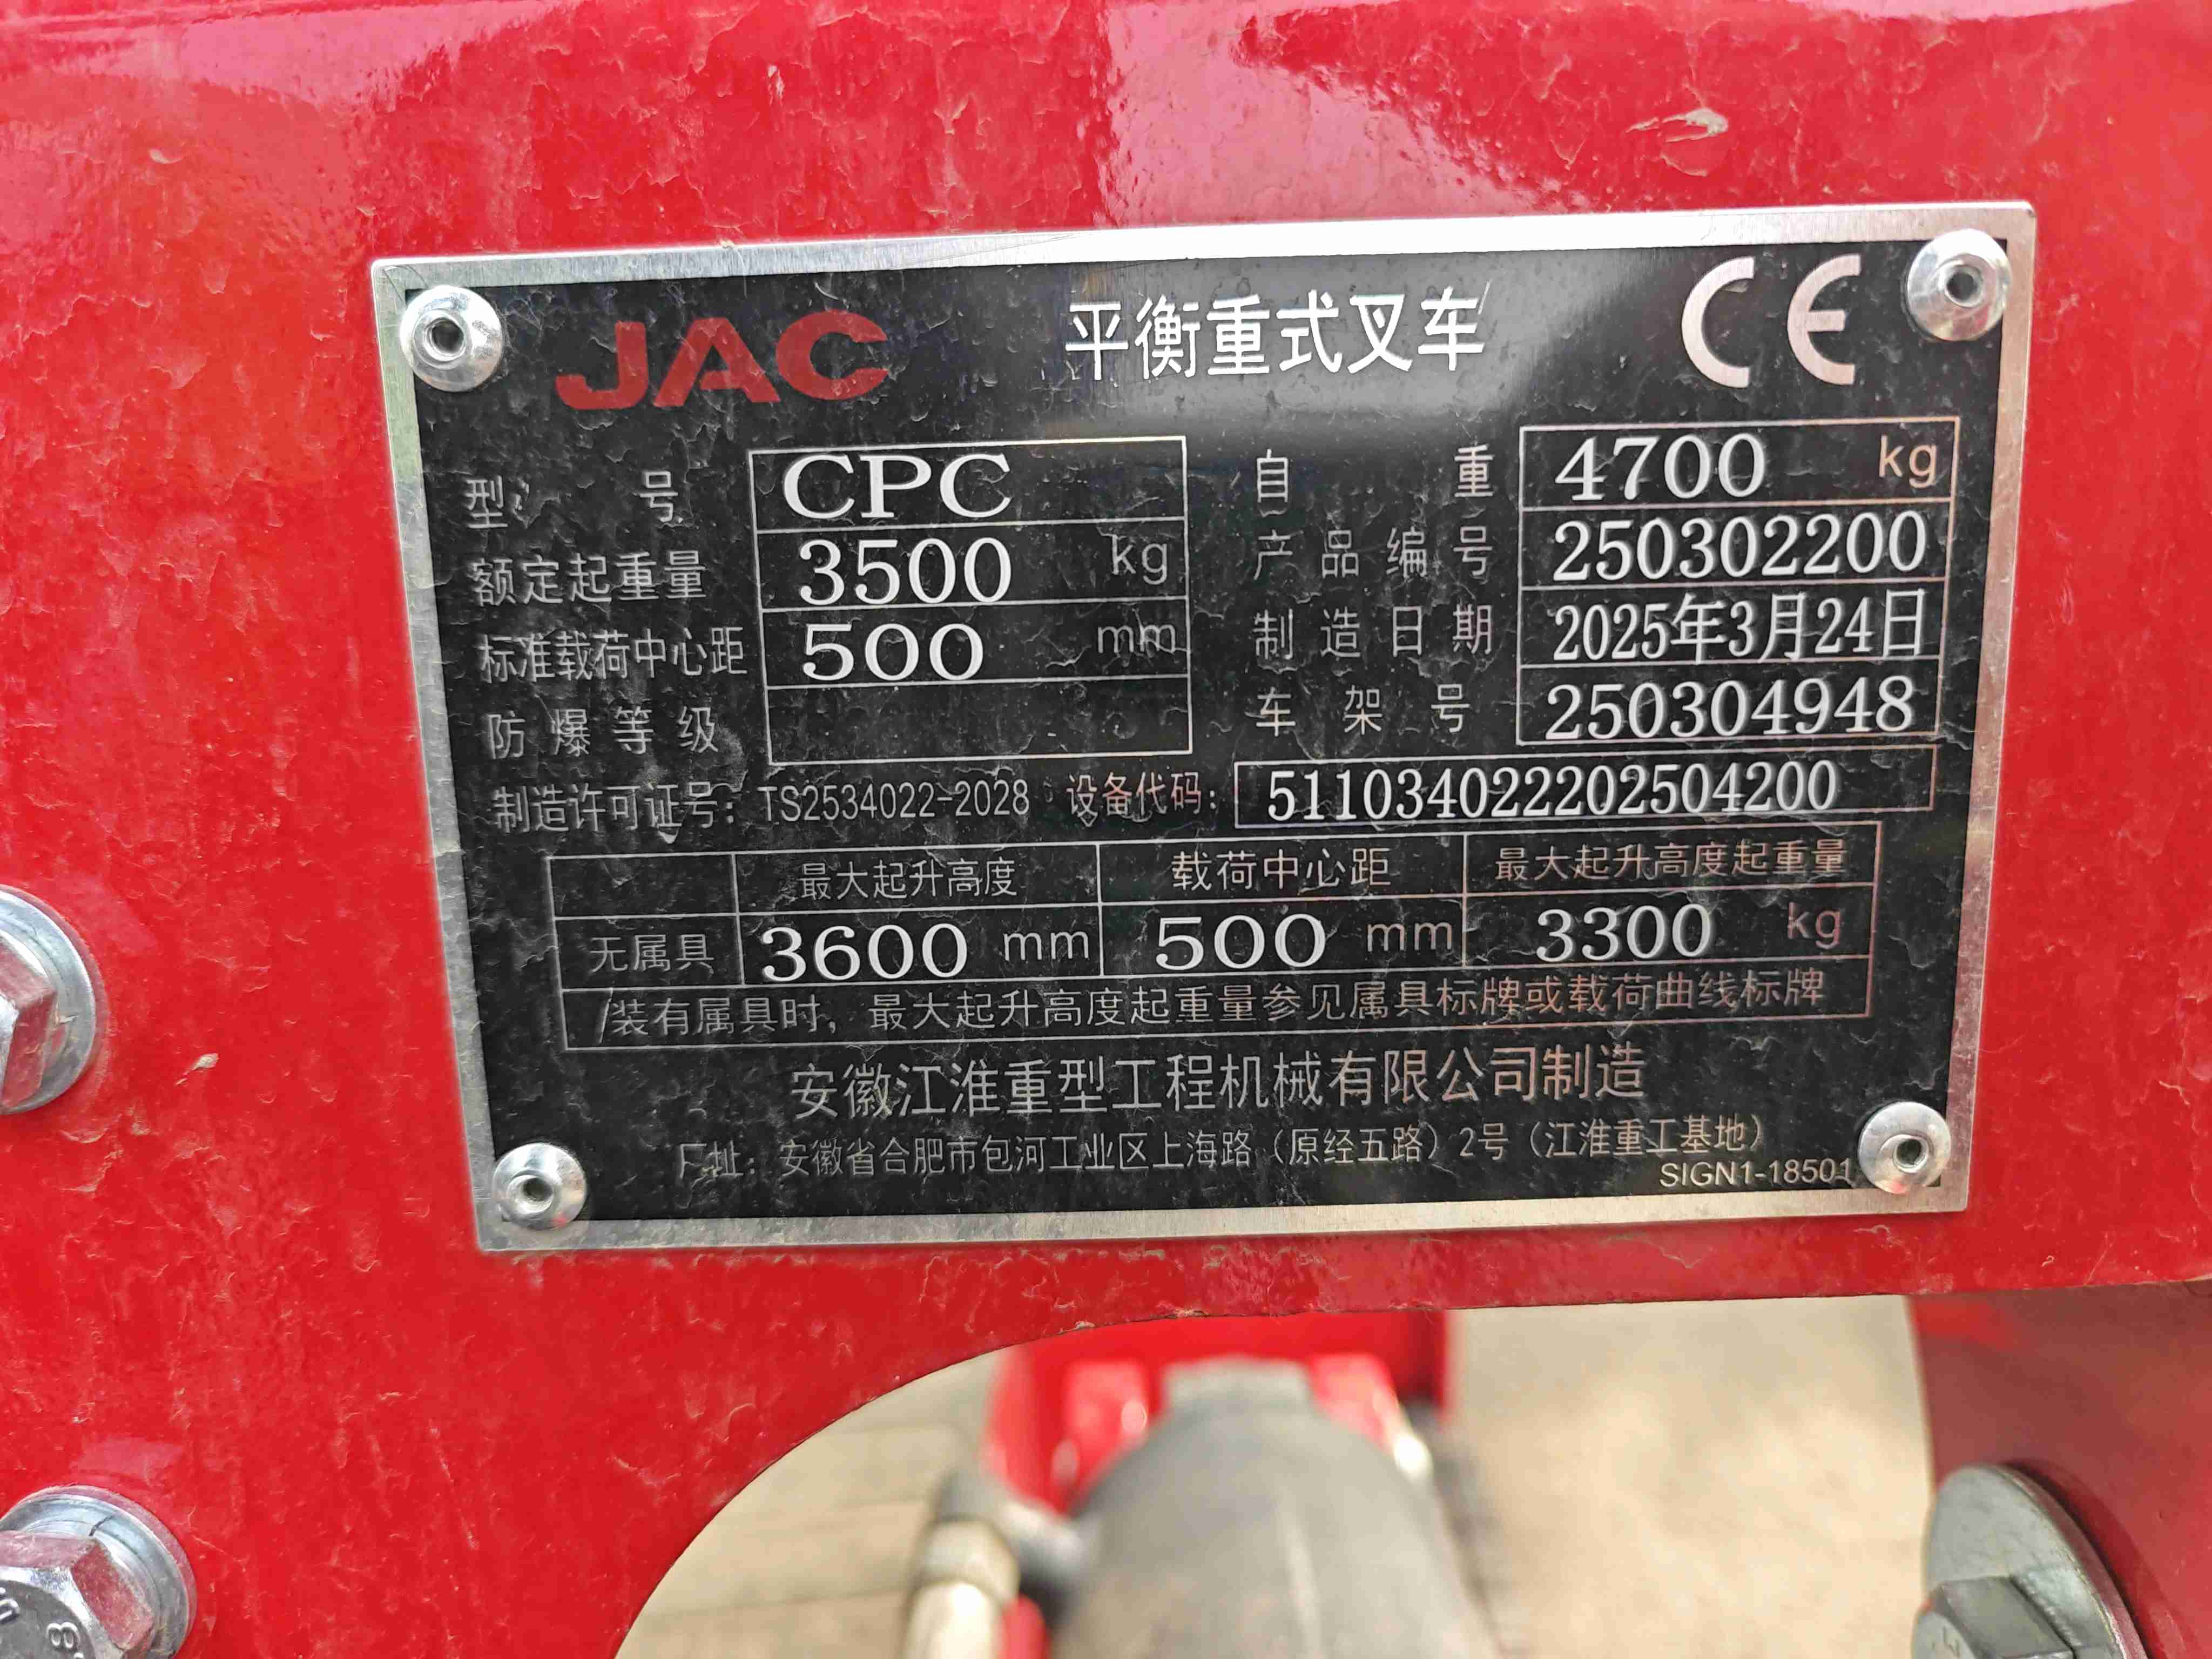 JAC 平衡重式叉车 CE
型号 CPC 自重 4700 kg
额定起重量 3500 kg 产品编号 250302200
标准载荷中心距 500 mm 制造日期 2025年3月24日
防爆等级 车架号 250304948
制造许可证号：TS2534022-2028 设备代码：511034022202504200
最大起升高度 载荷中心距 最大起升高度起重量
无属具 3600 mm 500 mm 3300 kg
装有属具时，最大起升高度起重量参见属具标牌或载荷曲线标牌
安徽江淮重型工程机械有限公司制造
厂址：安徽省合肥市包河工业区上海路（原经五路）2号（江淮重工基地）
SIGN1-18501
8